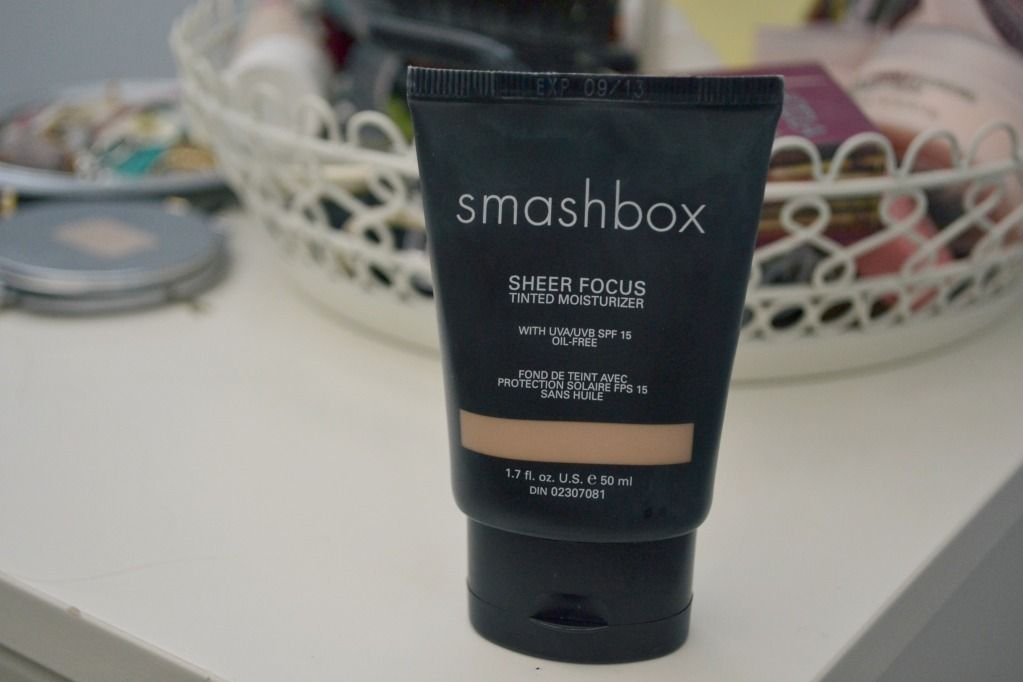 EXP 09/13
smashbox
SHEER FOCUS
TINTED MOISTURIZER
WITH UVA/UVB SPF 15
OIL-FREE
FOND DE TEINT AVEC
PROTECTION SOLAIRE FPS 15
SANS HUILE
1.7 fl. oz. U.S. ℮ 50 ml
DIN 02307081